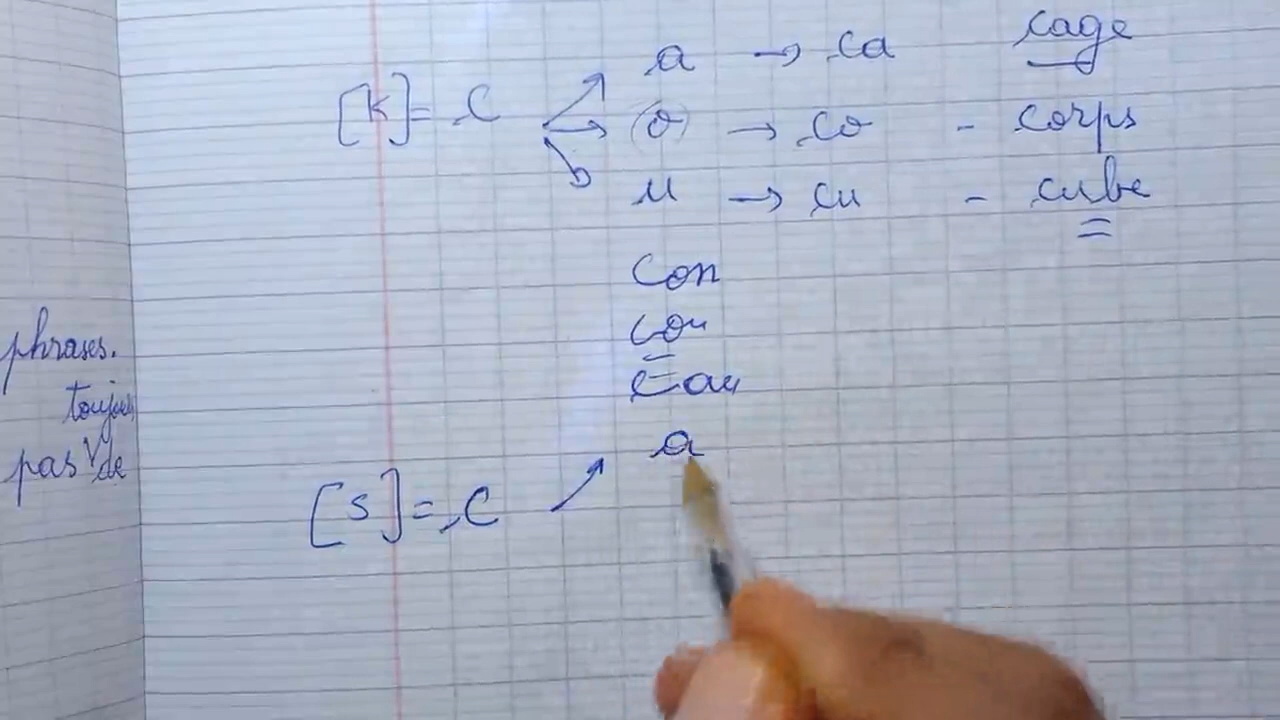 a → ca cage
[K] = C (o) → co - corps
u → cu - cube
con
cou
cau
a
[s] = C
phrases.
toujours
pas de